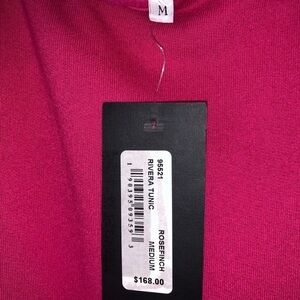 M
95521
RIVERA TUNIC
ROSEFINCH
MEDIUM
$168.00